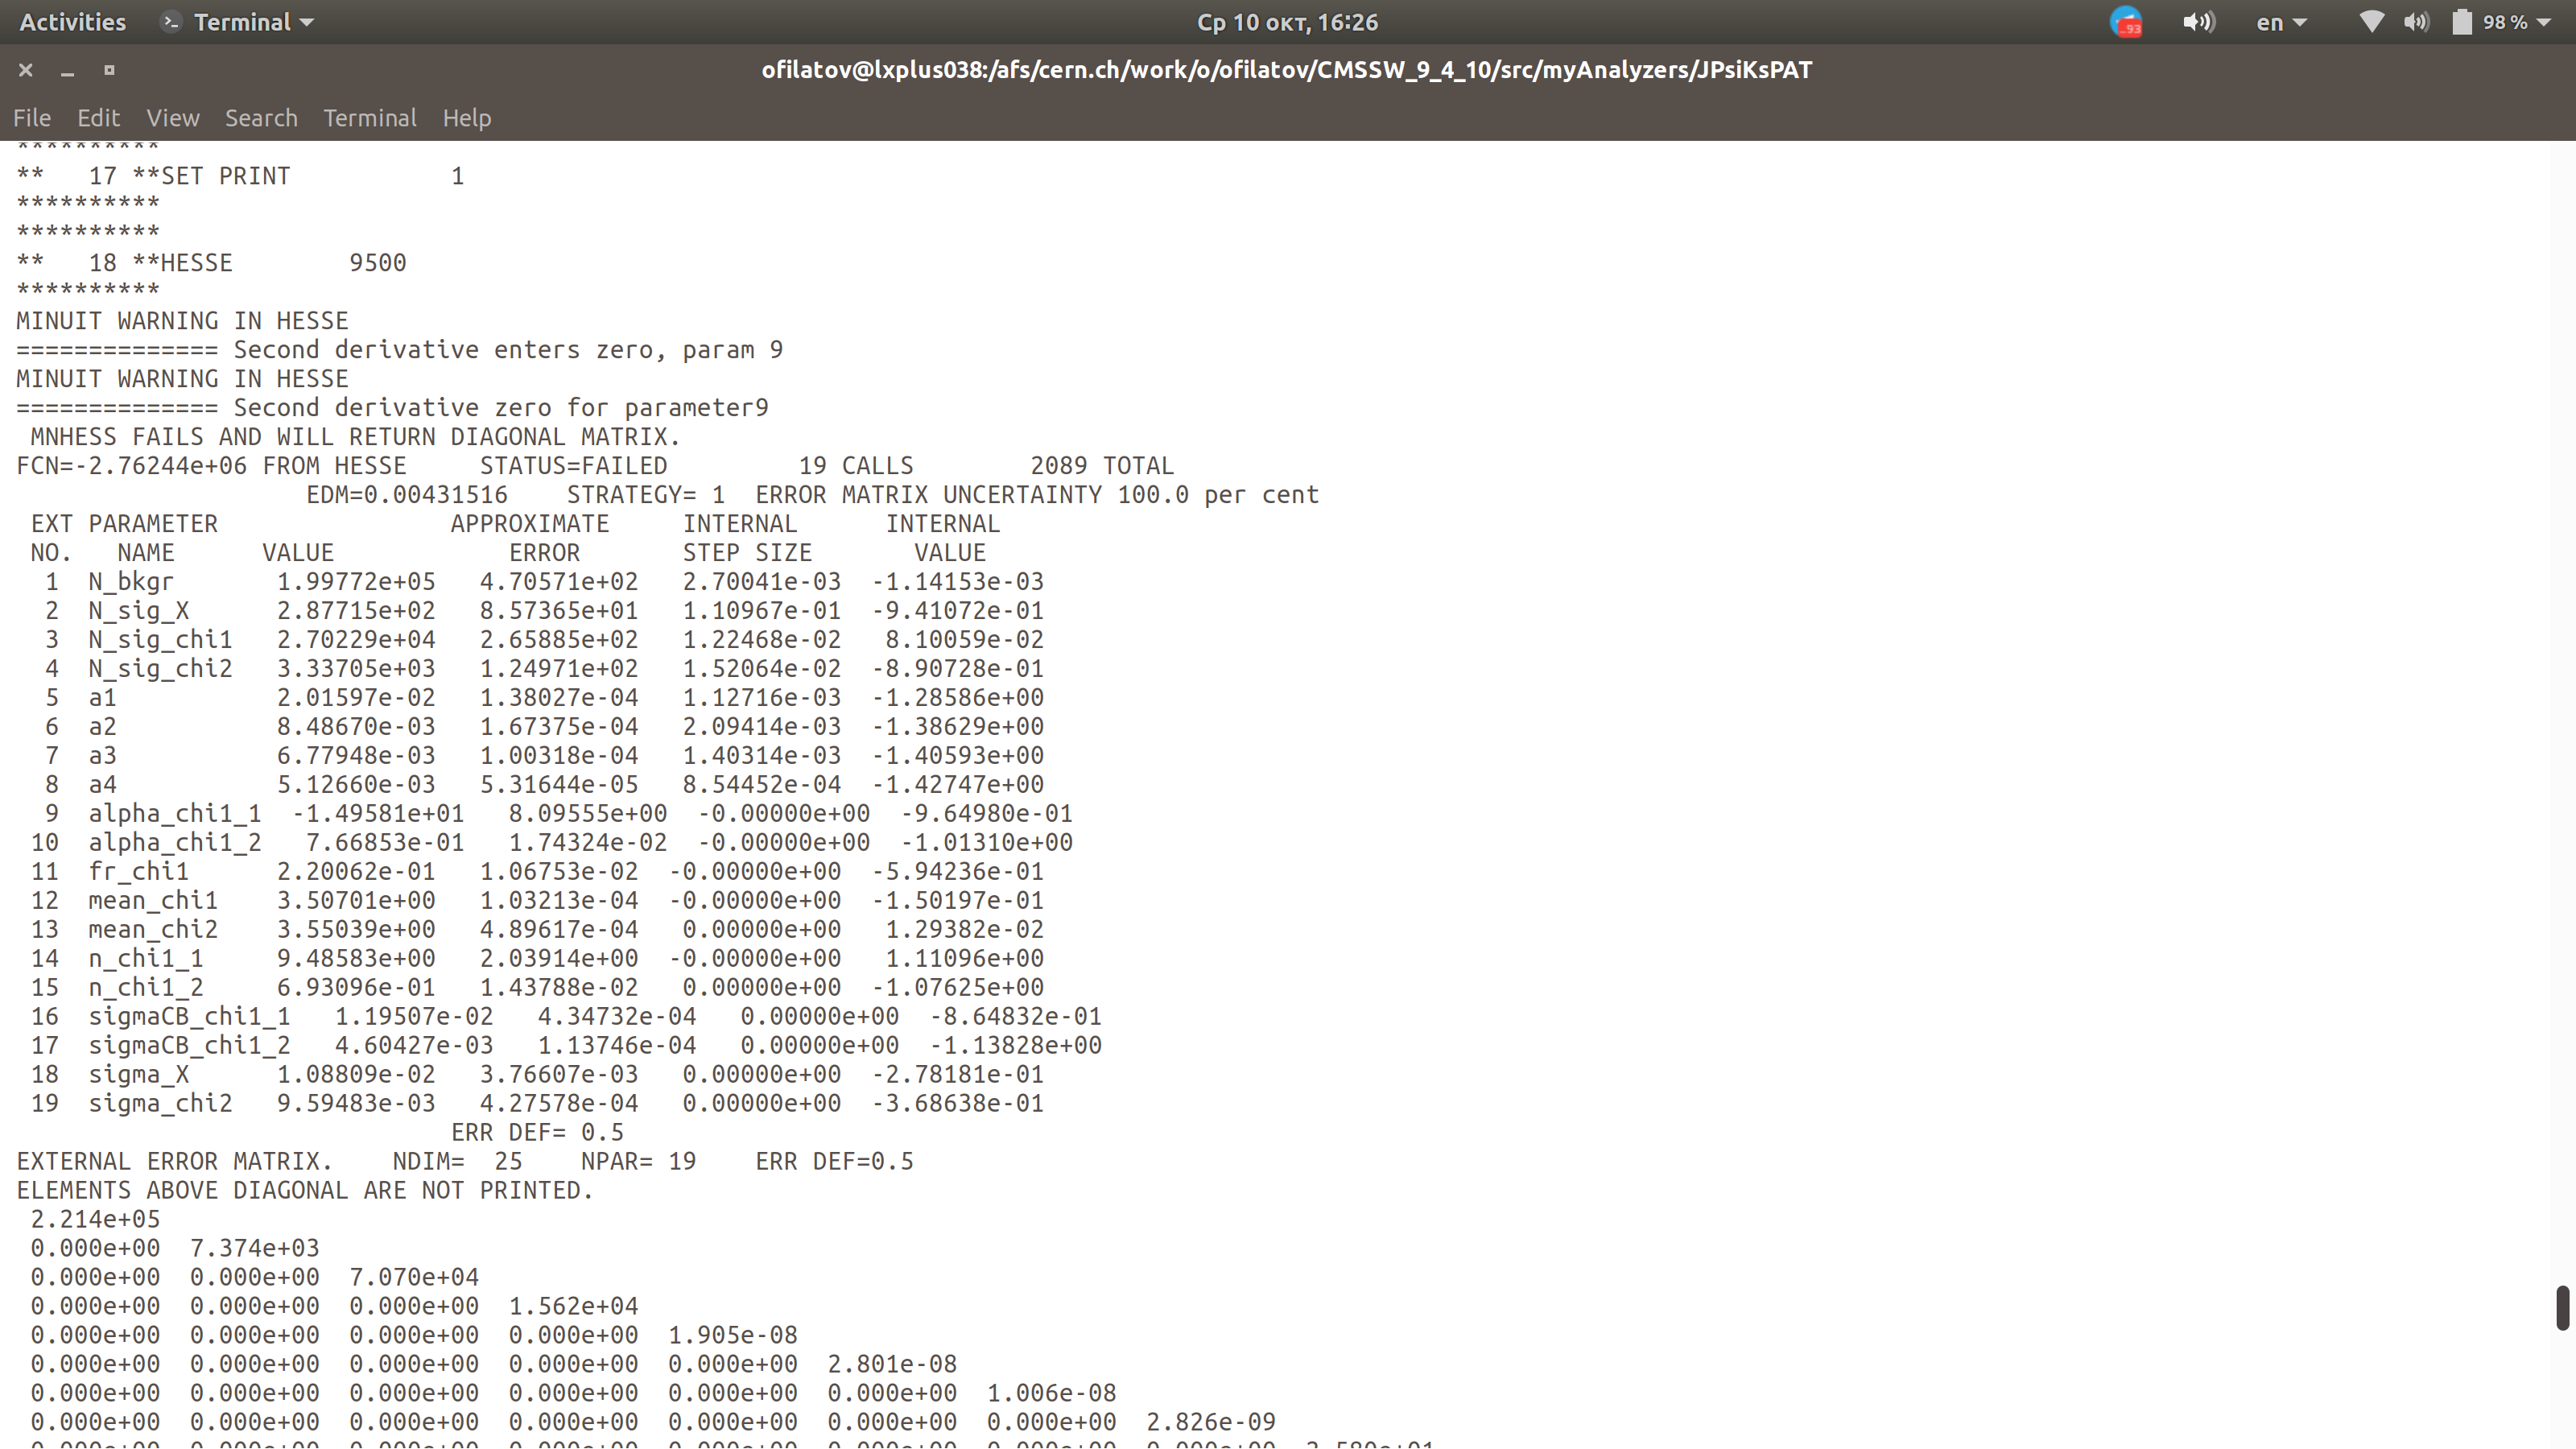 Activities Terminal Ср 10 окт, 16:26 ..93 en 98 %
ofilatov@lxplus038:/afs/cern.ch/work/o/ofilatov/CMSSW_9_4_10/src/myAnalyzers/JPsiKsPAT
File Edit View Search Terminal Help
**********
** 17 **SET PRINT 1
**********
**********
** 18 **HESSE 9500
**********
MINUIT WARNING IN HESSE
============== Second derivative enters zero, param 9
MINUIT WARNING IN HESSE
============== Second derivative zero for parameter9
MNHESS FAILS AND WILL RETURN DIAGONAL MATRIX.
FCN=-2.76244e+06 FROM HESSE STATUS=FAILED 19 CALLS 2089 TOTAL
EDM=0.00431516 STRATEGY= 1 ERROR MATRIX UNCERTAINTY 100.0 per cent
EXT PARAMETER APPROXIMATE INTERNAL INTERNAL
NO. NAME VALUE ERROR STEP SIZE VALUE
1 N_bkgr 1.99772e+05 4.70571e+02 2.70041e-03 -1.14153e-03
2 N_sig_X 2.87715e+02 8.57365e+01 1.10967e-01 -9.41072e-01
3 N_sig_chi1 2.70229e+04 2.65885e+02 1.22468e-02 8.10059e-02
4 N_sig_chi2 3.33705e+03 1.24971e+02 1.52064e-02 -8.90728e-01
5 a1 2.01597e-02 1.38027e-04 1.12716e-03 -1.28586e+00
6 a2 8.48670e-03 1.67375e-04 2.09414e-03 -1.38629e+00
7 a3 6.77948e-03 1.00318e-04 1.40314e-03 -1.40593e+00
8 a4 5.12660e-03 5.31644e-05 8.54452e-04 -1.42747e+00
9 alpha_chi1_1 -1.49581e+01 8.09555e+00 -0.00000e+00 -9.64980e-01
10 alpha_chi1_2 7.66853e-01 1.74324e-02 -0.00000e+00 -1.01310e+00
11 fr_chi1 2.20062e-01 1.06753e-02 -0.00000e+00 -5.94236e-01
12 mean_chi1 3.50701e+00 1.03213e-04 -0.00000e+00 -1.50197e-01
13 mean_chi2 3.55039e+00 4.89617e-04 0.00000e+00 1.29382e-02
14 n_chi1_1 9.48583e+00 2.03914e+00 -0.00000e+00 1.11096e+00
15 n_chi1_2 6.93096e-01 1.43788e-02 0.00000e+00 -1.07625e+00
16 sigmaCB_chi1_1 1.19507e-02 4.34732e-04 0.00000e+00 -8.64832e-01
17 sigmaCB_chi1_2 4.60427e-03 1.13746e-04 0.00000e+00 -1.13828e+00
18 sigma_X 1.08809e-02 3.76607e-03 0.00000e+00 -2.78181e-01
19 sigma_chi2 9.59483e-03 4.27578e-04 0.00000e+00 -3.68638e-01
ERR DEF= 0.5
EXTERNAL ERROR MATRIX. NDIM= 25 NPAR= 19 ERR DEF=0.5
ELEMENTS ABOVE DIAGONAL ARE NOT PRINTED.
2.214e+05
0.000e+00 7.374e+03
0.000e+00 0.000e+00 7.070e+04
0.000e+00 0.000e+00 0.000e+00 1.562e+04
0.000e+00 0.000e+00 0.000e+00 0.000e+00 1.905e-08
0.000e+00 0.000e+00 0.000e+00 0.000e+00 0.000e+00 2.801e-08
0.000e+00 0.000e+00 0.000e+00 0.000e+00 0.000e+00 0.000e+00 1.006e-08
0.000e+00 0.000e+00 0.000e+00 0.000e+00 0.000e+00 0.000e+00 0.000e+00 2.826e-09